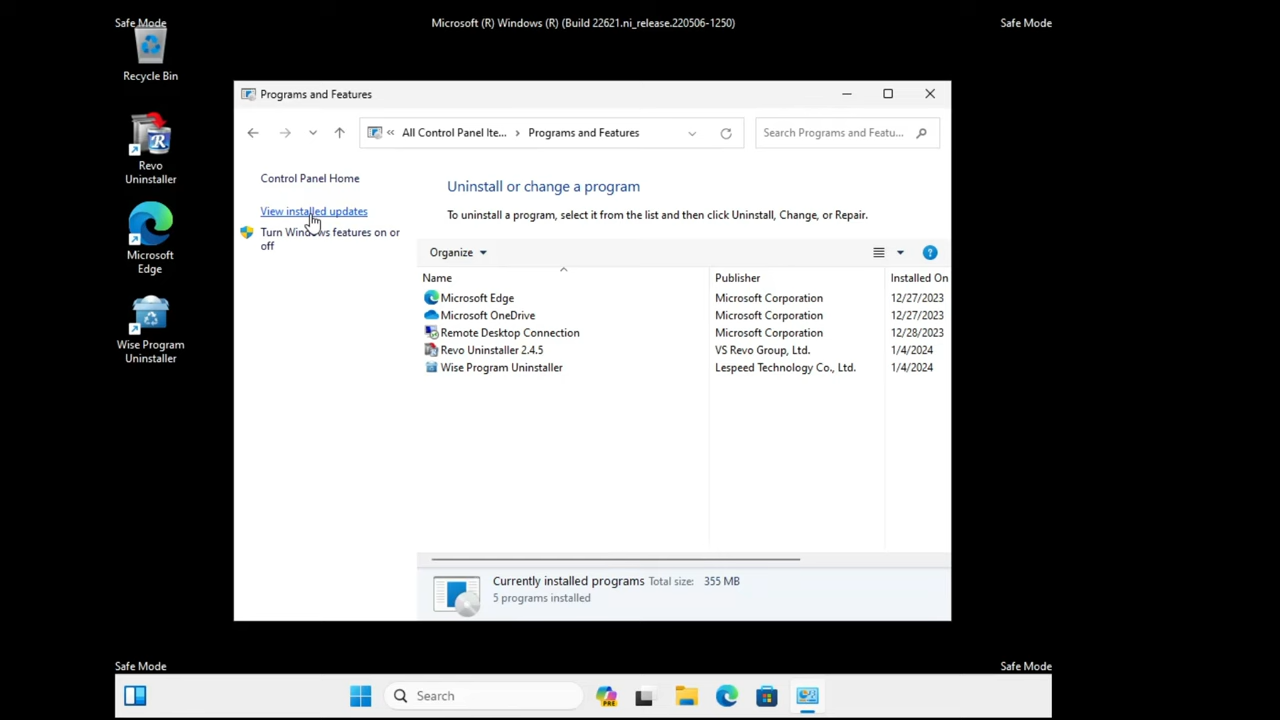 Safe Mode
Microsoft (R) Windows (R) (Build 22621.ni_release.220506-1250)
Safe Mode
Recycle Bin
Revo
Uninstaller
Microsoft
Edge
Wise Program
Uninstaller
Programs and Features
All Control Panel Ite... › Programs and Features
Search Programs and Featu...
Control Panel Home
View installed updates
Turn Windows features on or
off
Uninstall or change a program
To uninstall a program, select it from the list and then click Uninstall, Change, or Repair.
Organize
Name Publisher Installed On
Microsoft Edge Microsoft Corporation 12/27/2023
Microsoft OneDrive Microsoft Corporation 12/27/2023
Remote Desktop Connection Microsoft Corporation 12/28/2023
Revo Uninstaller 2.4.5 VS Revo Group, Ltd. 1/4/2024
Wise Program Uninstaller Lespeed Technology Co., Ltd. 1/4/2024
Currently installed programs Total size: 355 MB
5 programs installed
Safe Mode
Safe Mode
Search
PRE